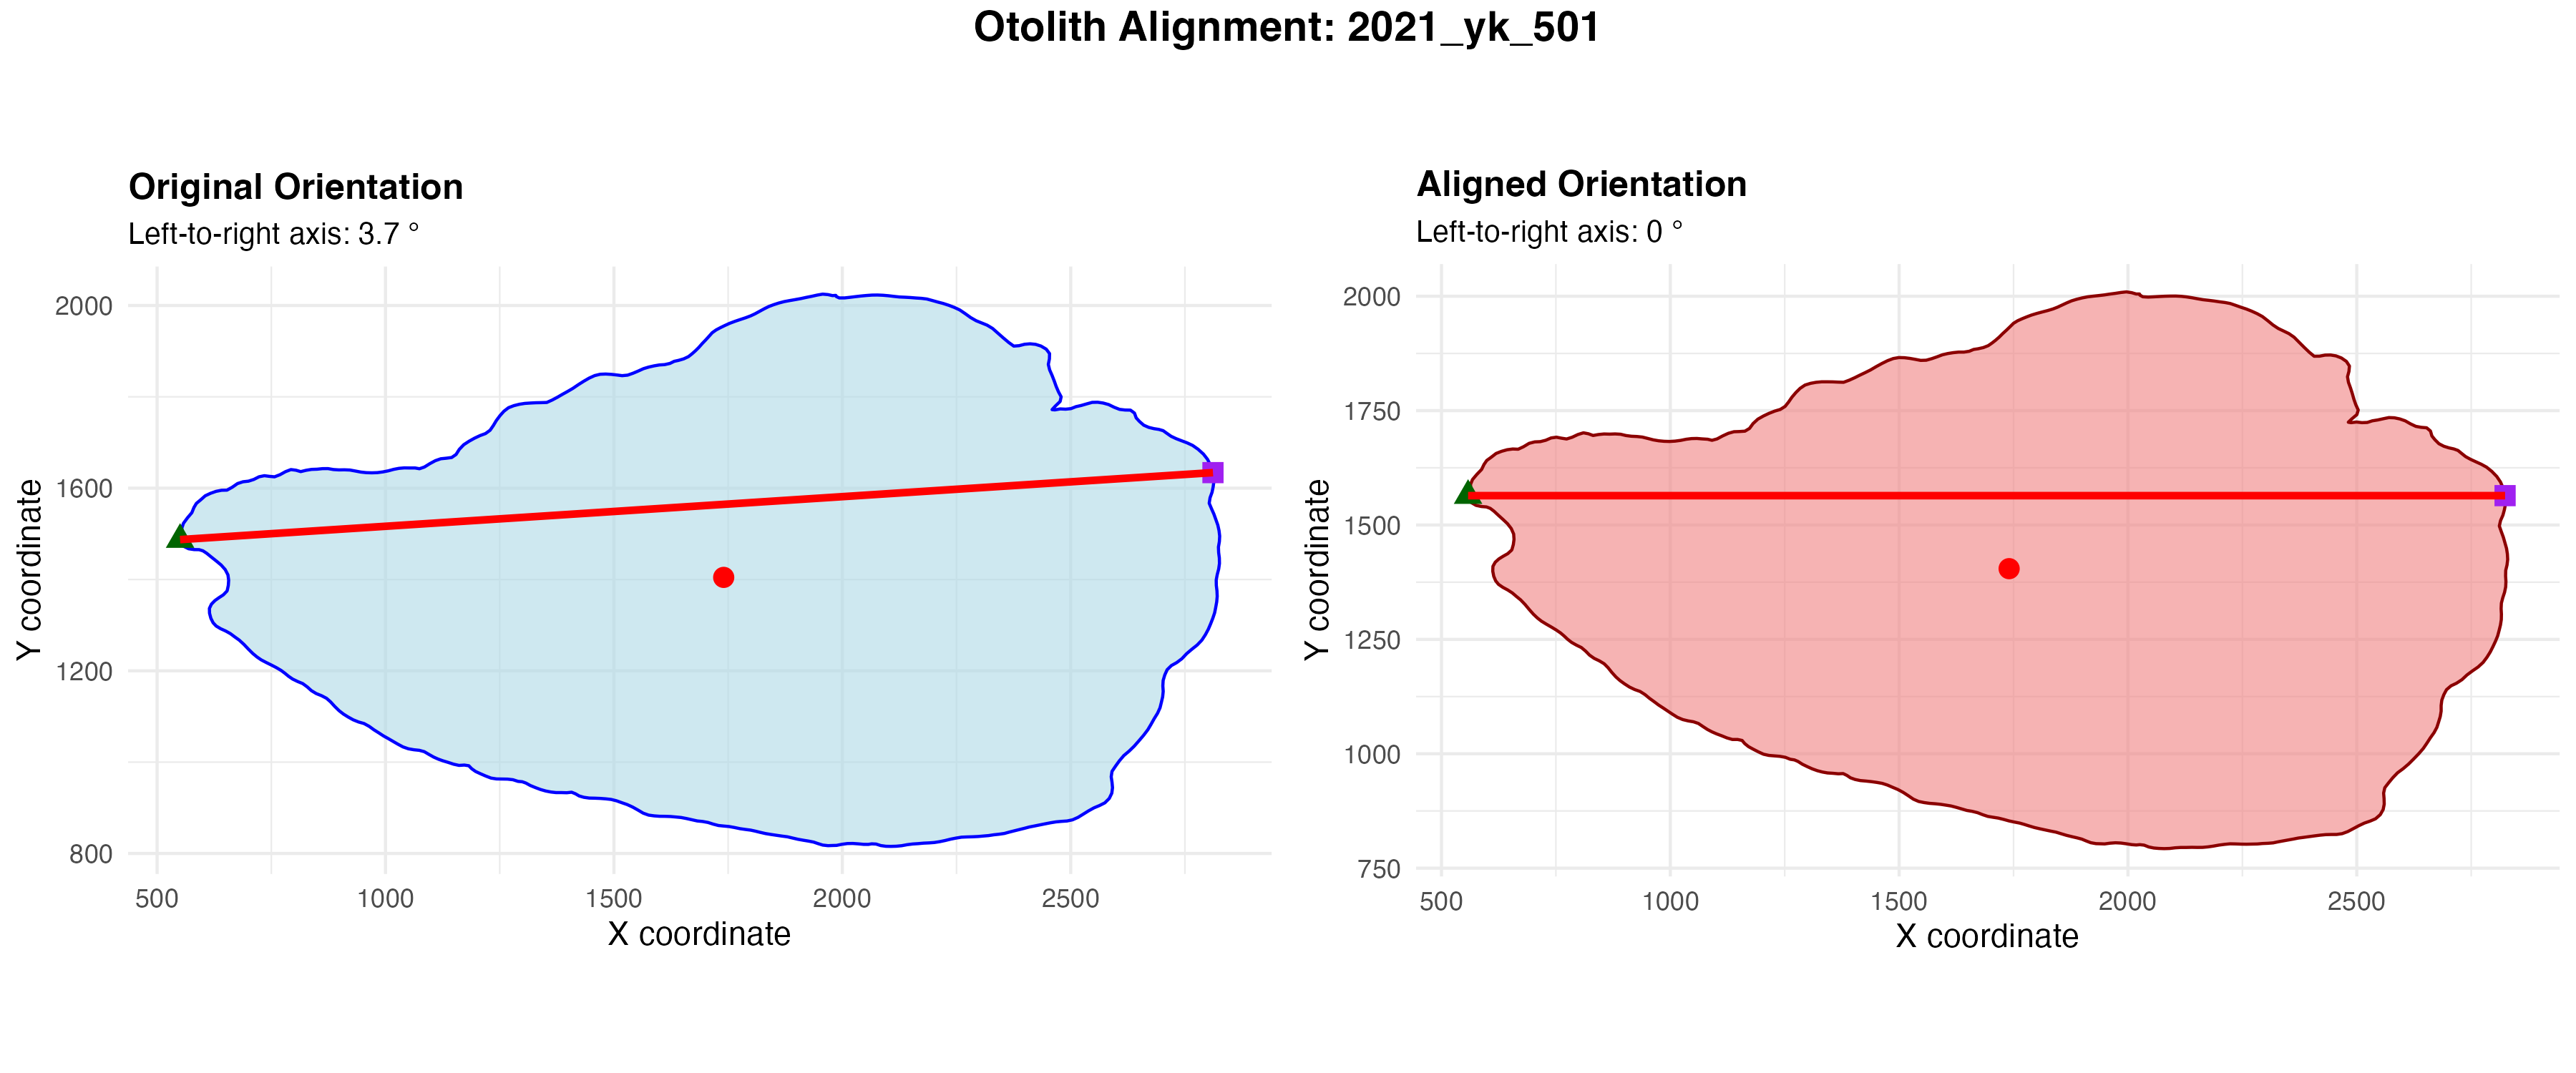 Otolith Alignment: 2021_yk_501
Original Orientation
Left-to-right axis: 3.7 °
2000
1600
1200
800
500 1000 1500 2000 2500
X coordinate
Y coordinate
Aligned Orientation
Left-to-right axis: 0 °
2000
1750
1500
1250
1000
750
500 1000 1500 2000 2500
X coordinate
Y coordinate